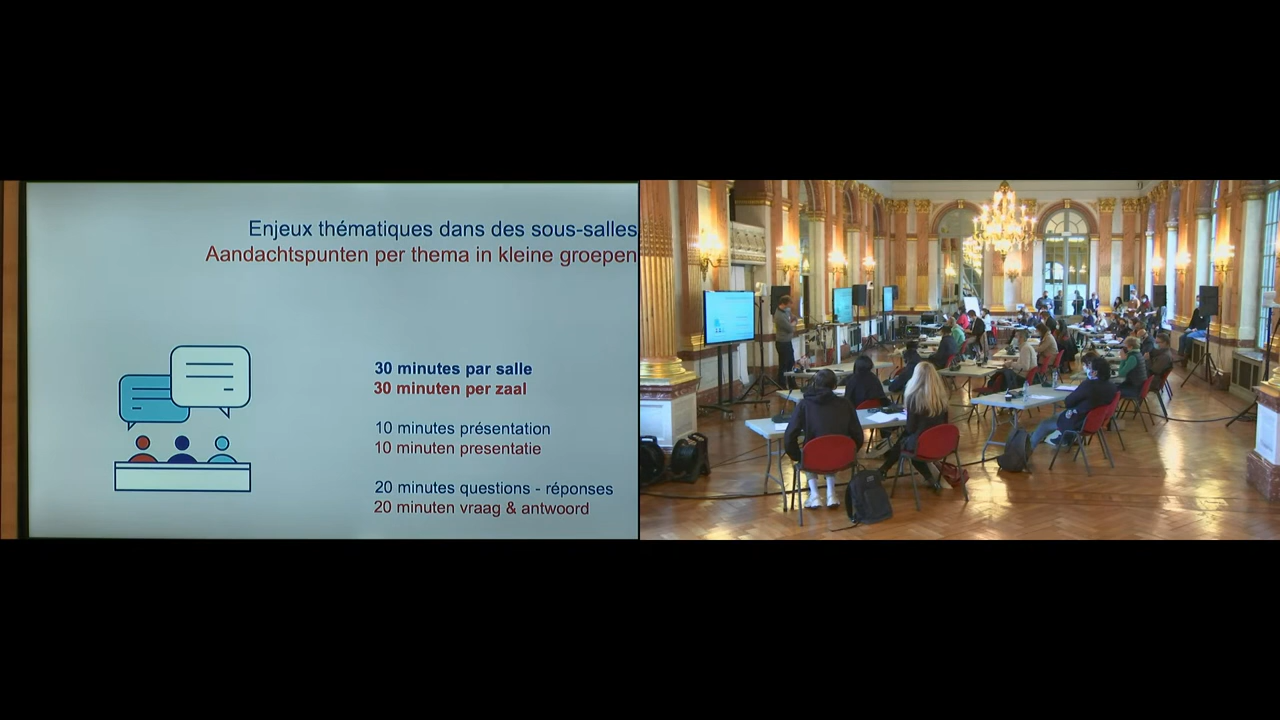 Enjeux thématiques dans des sous-salles
Aandachtspunten per thema in kleine groepen
30 minutes par salle
30 minuten per zaal
10 minutes présentation
10 minuten presentatie
20 minutes questions - réponses
20 minuten vraag & antwoord